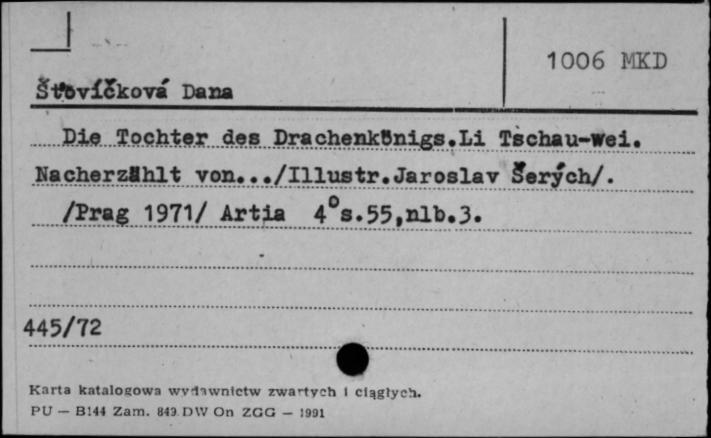 1006 MKD
Šťovíčková Dana
Die Tochter des Drachenkönigs.Li Tschau-wei.
Nacherzählt von.../Illustr.Jaroslav Šerých/.
/Prag 1971/ Artia 4°s.55,nlb.3.
445/72
Karta katalogowa wydawnictw zwartych i ciągłych.
PU — B144 Zam. 849 DW On ZGG — 1991